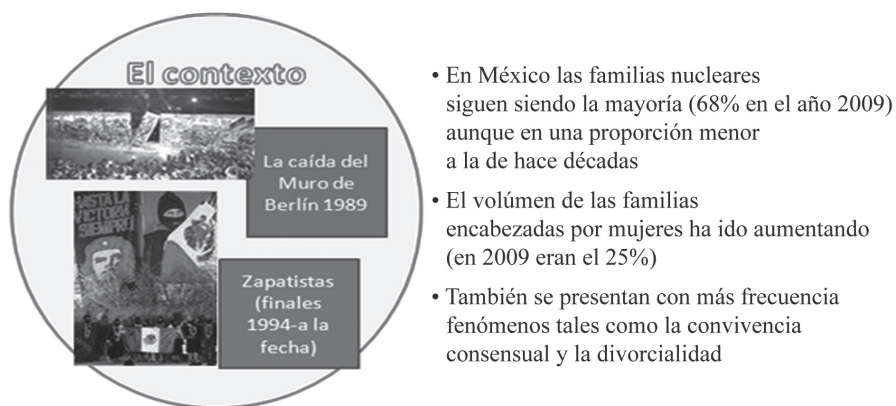 El contexto
La caída del
Muro de
Berlín 1989
HASTA LA
VICTORIA
SIEMPRE!
Zapatistas
(finales
1994-a la
fecha)
• En México las familias nucleares
siguen siendo la mayoría (68% en el año 2009)
aunque en una proporción menor
a la de hace décadas
• El volúmen de las familias
encabezadas por mujeres ha ido aumentando
(en 2009 eran el 25%)
• También se presentan con más frecuencia
fenómenos tales como la convivencia
consensual y la divorcialidad